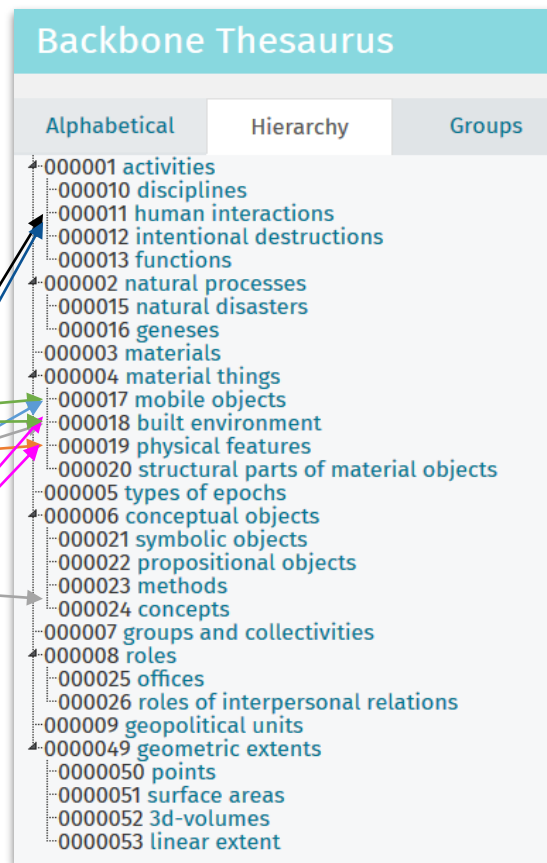 Backbone Thesaurus
Alphabetical Hierarchy Groups
000001 activities
000010 disciplines
000011 human interactions
000012 intentional destructions
000013 functions
000002 natural processes
000015 natural disasters
000016 geneses
000003 materials
000004 material things
000017 mobile objects
000018 built environment
000019 physical features
000020 structural parts of material objects
000005 types of epochs
000006 conceptual objects
000021 symbolic objects
000022 propositional objects
000023 methods
000024 concepts
000007 groups and collectivities
000008 roles
000025 offices
000026 roles of interpersonal relations
000009 geopolitical units
0000049 geometric extents
0000050 points
0000051 surface areas
0000052 3d-volumes
0000053 linear extent